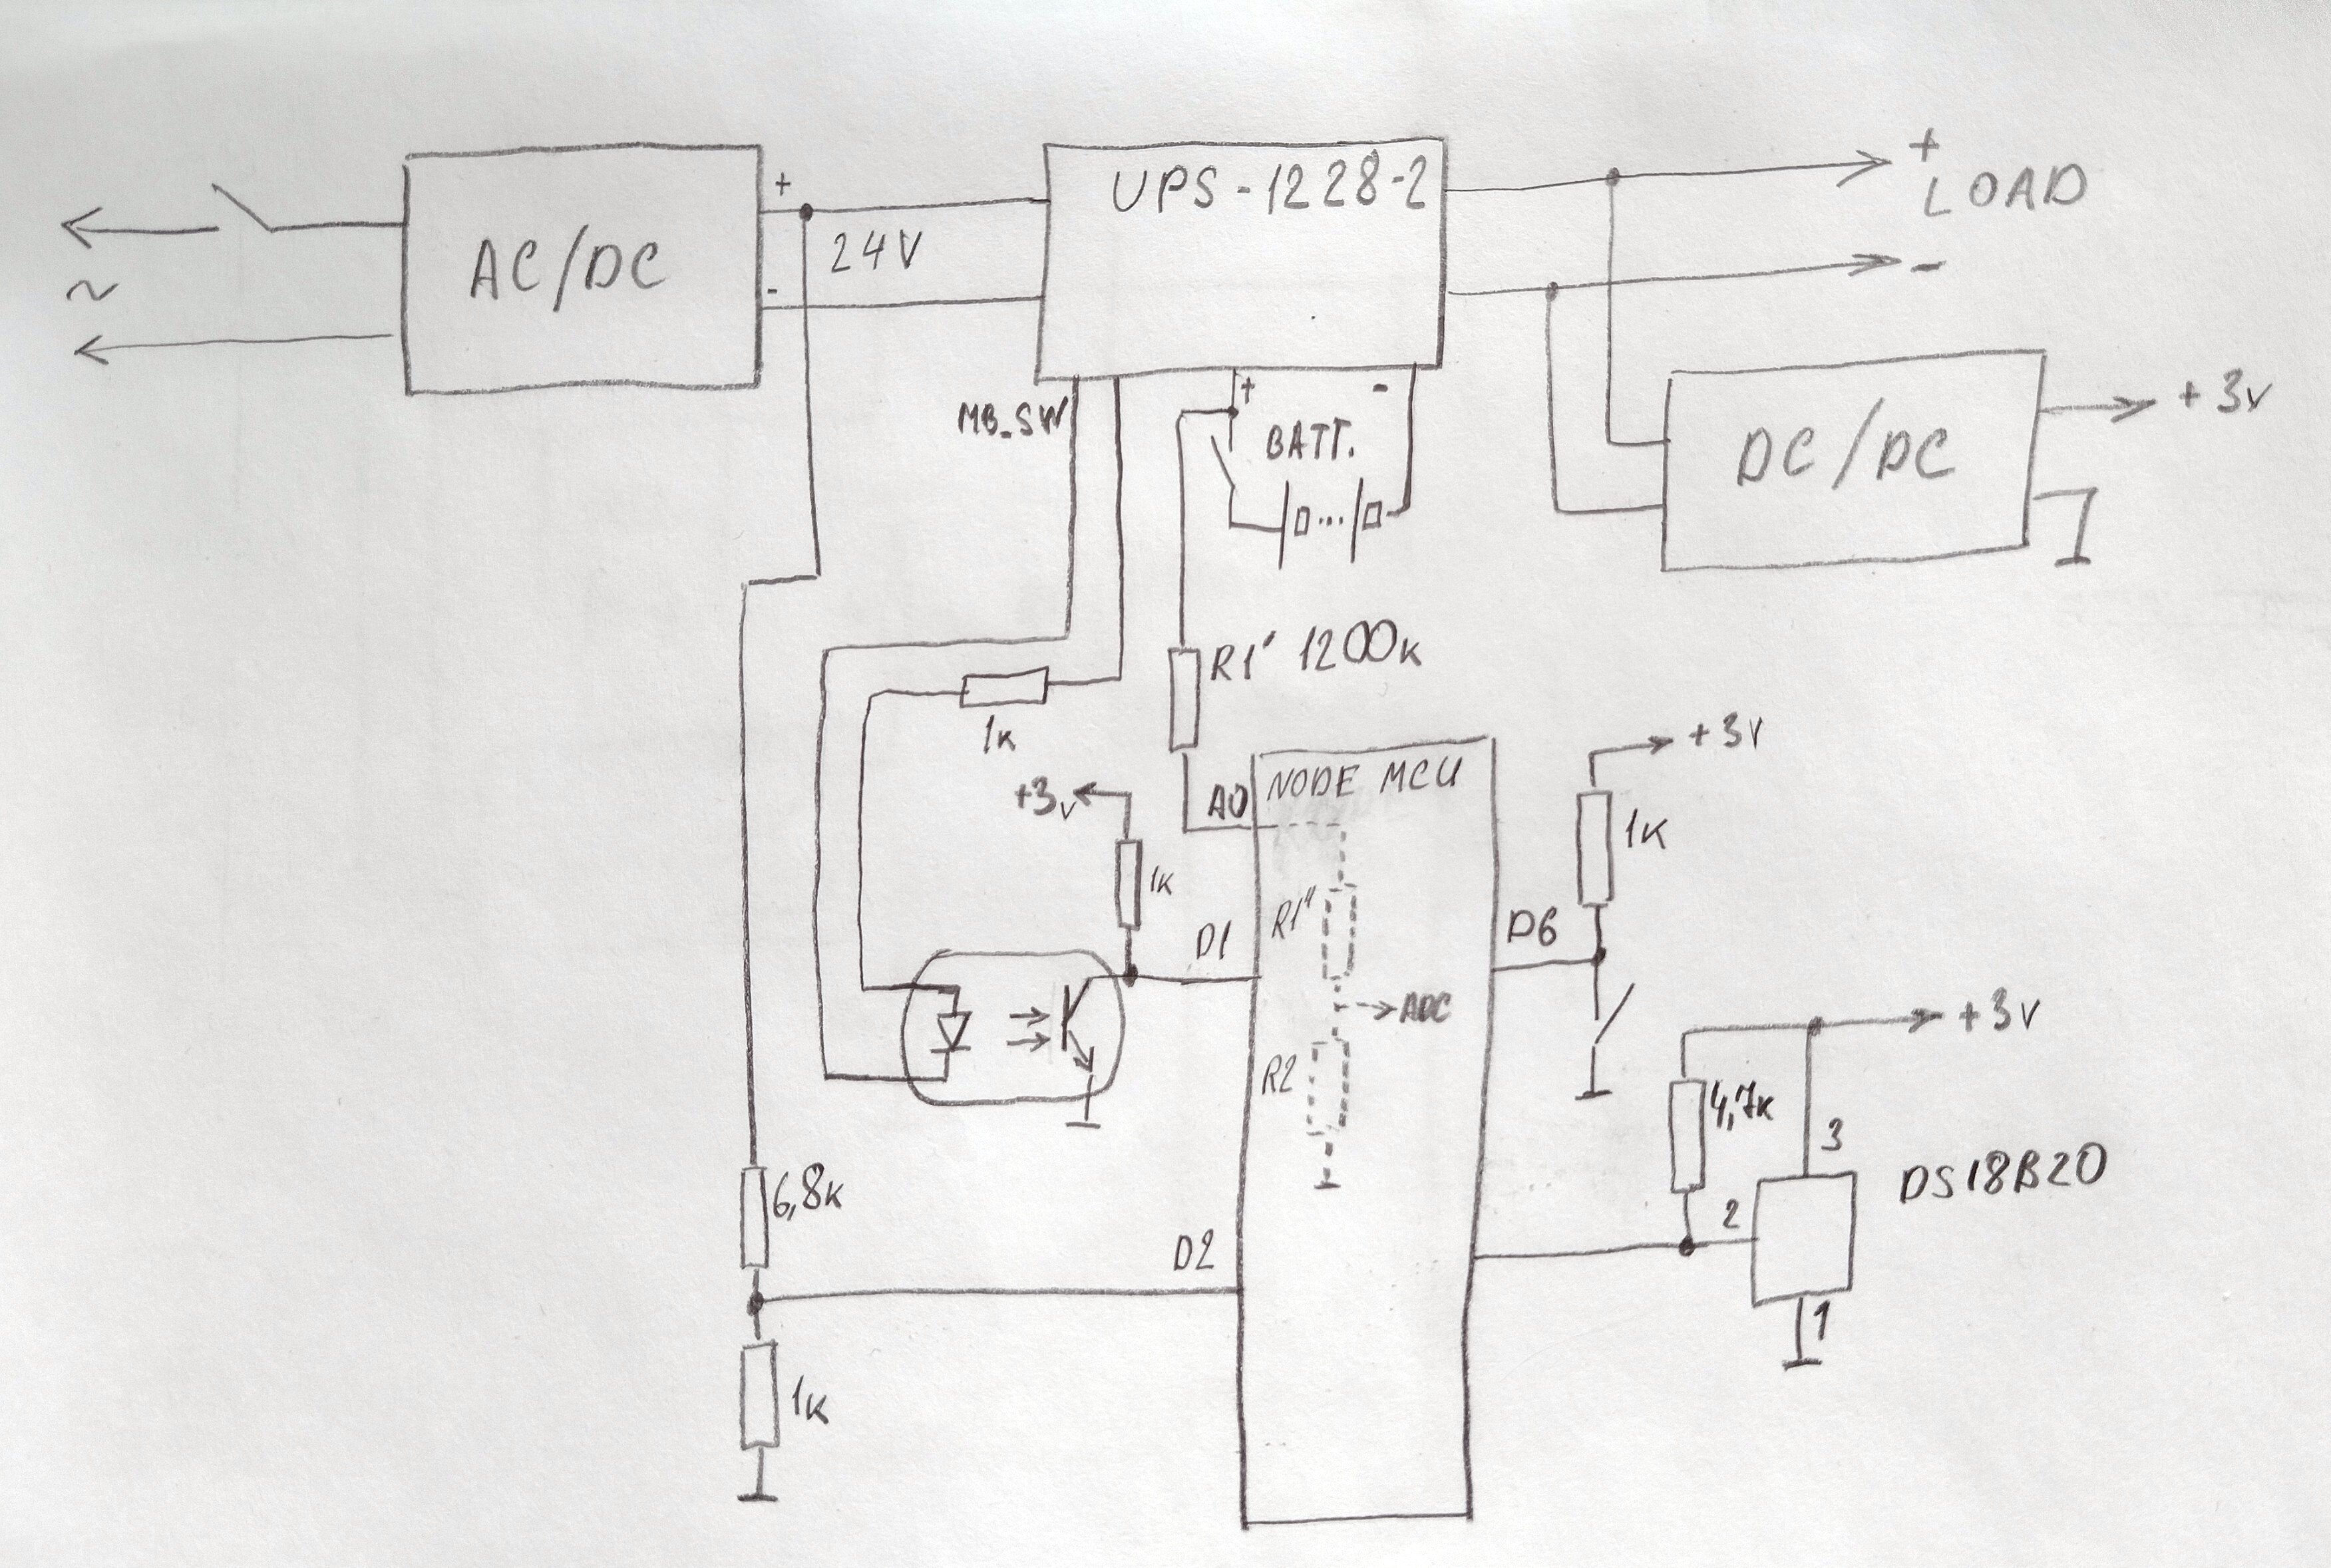 +
LOAD
-
~
AC/DC
+
24V
-
UPS-1228-2
MB_SW
+
-
BATT.
DC/DC
+3V
R1' 1200K
1K
+3V
1K
A0
NODE MCU
R1"
ADC
R2
D1
D2
D6
+3V
1K
+3V
4,7K
3
2
1
DS18B20
6,8K
1K